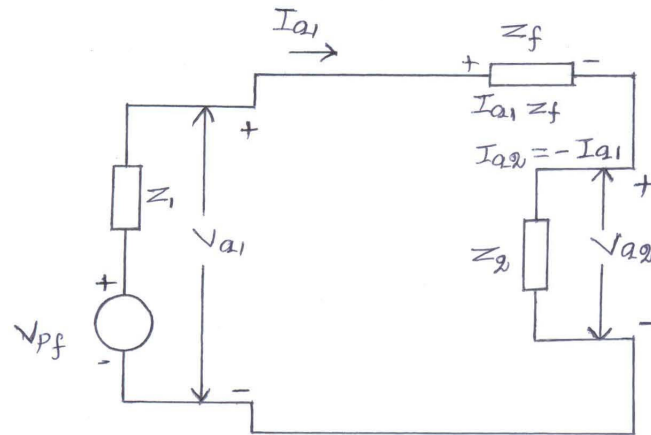 Ia1
Zf
+ -
Ia1 Zf
Ia2 = -Ia1
+
+
Z1
Va1
Z2
Va2
+
Vpf
-
-
-